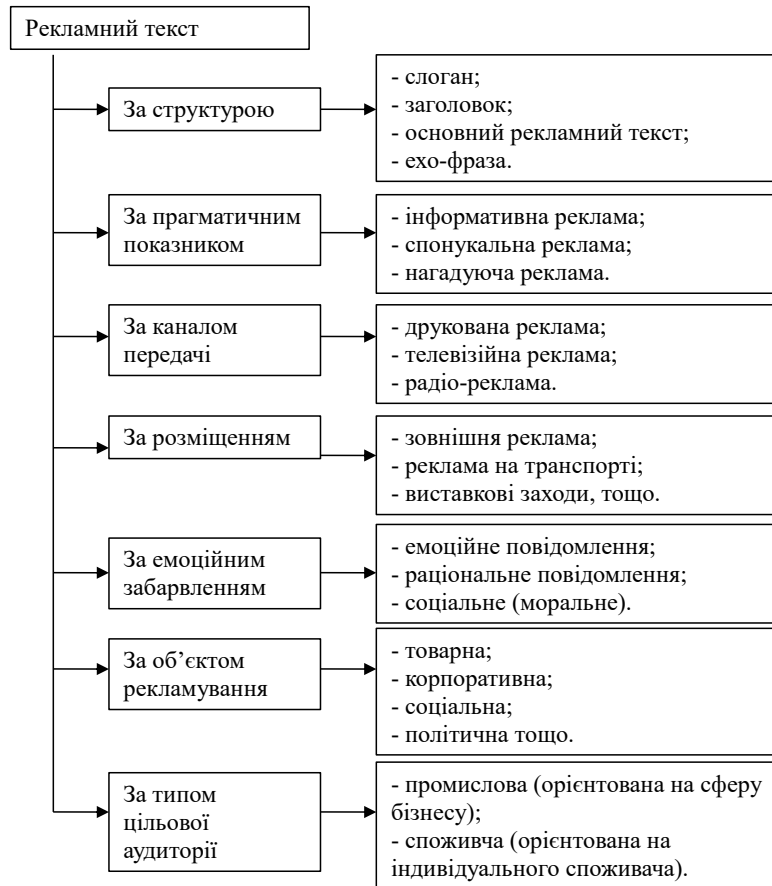 Рекламний текст
За структурою
- слоган;
- заголовок;
- основний рекламний текст;
- ехо-фраза.
За прагматичним
показником
- інформативна реклама;
- спонукальна реклама;
- нагадуюча реклама.
За каналом
передачі
- друкована реклама;
- телевізійна реклама;
- радіо-реклама.
За розміщенням
- зовнішня реклама;
- реклама на транспорті;
- виставкові заходи, тощо.
За емоційним
забарвленням
- емоційне повідомлення;
- раціональне повідомлення;
- соціальне (моральне).
За об’єктом
рекламування
- товарна;
- корпоративна;
- соціальна;
- політична тощо.
За типом
цільової
аудиторії
- промислова (орієнтована на сферу
бізнесу);
- споживча (орієнтована на
індивідуального споживача).